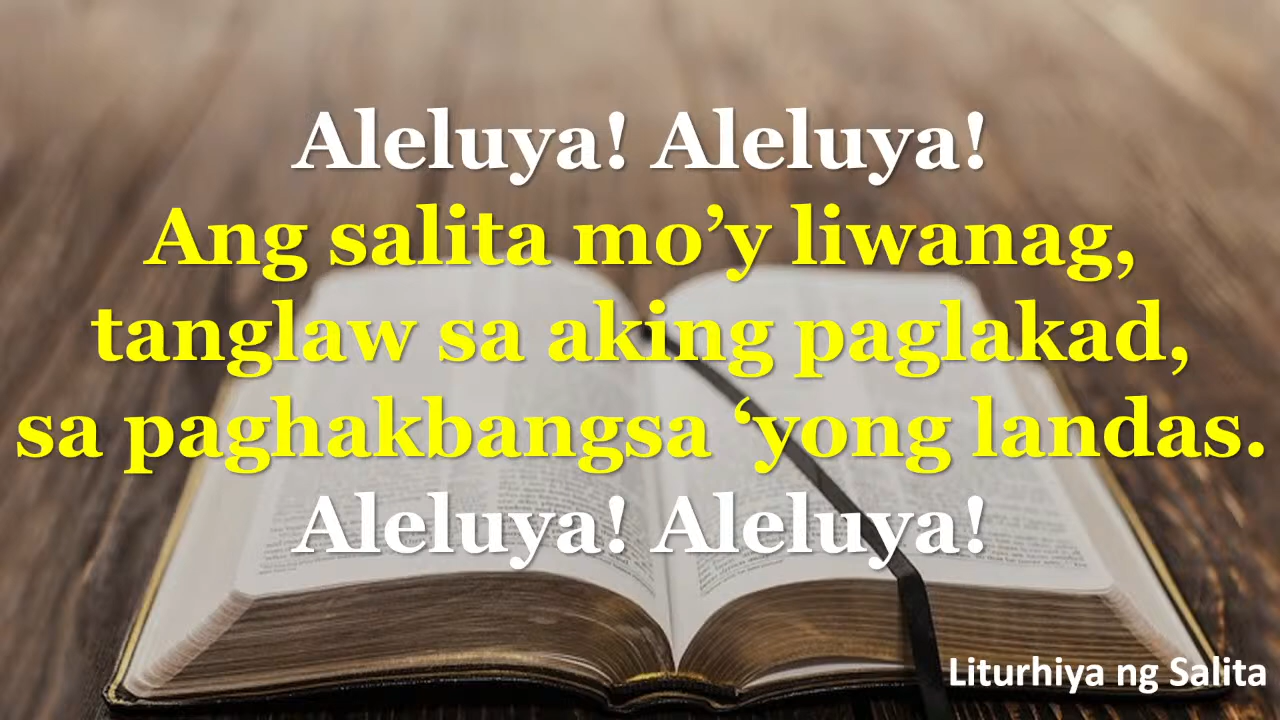 Aleluya! Aleluya!
Ang salita mo’y liwanag,
tanglaw sa aking paglakad,
sa paghakbangsa ‘yong landas.
Aleluya! Aleluya!
Liturhiya ng Salita